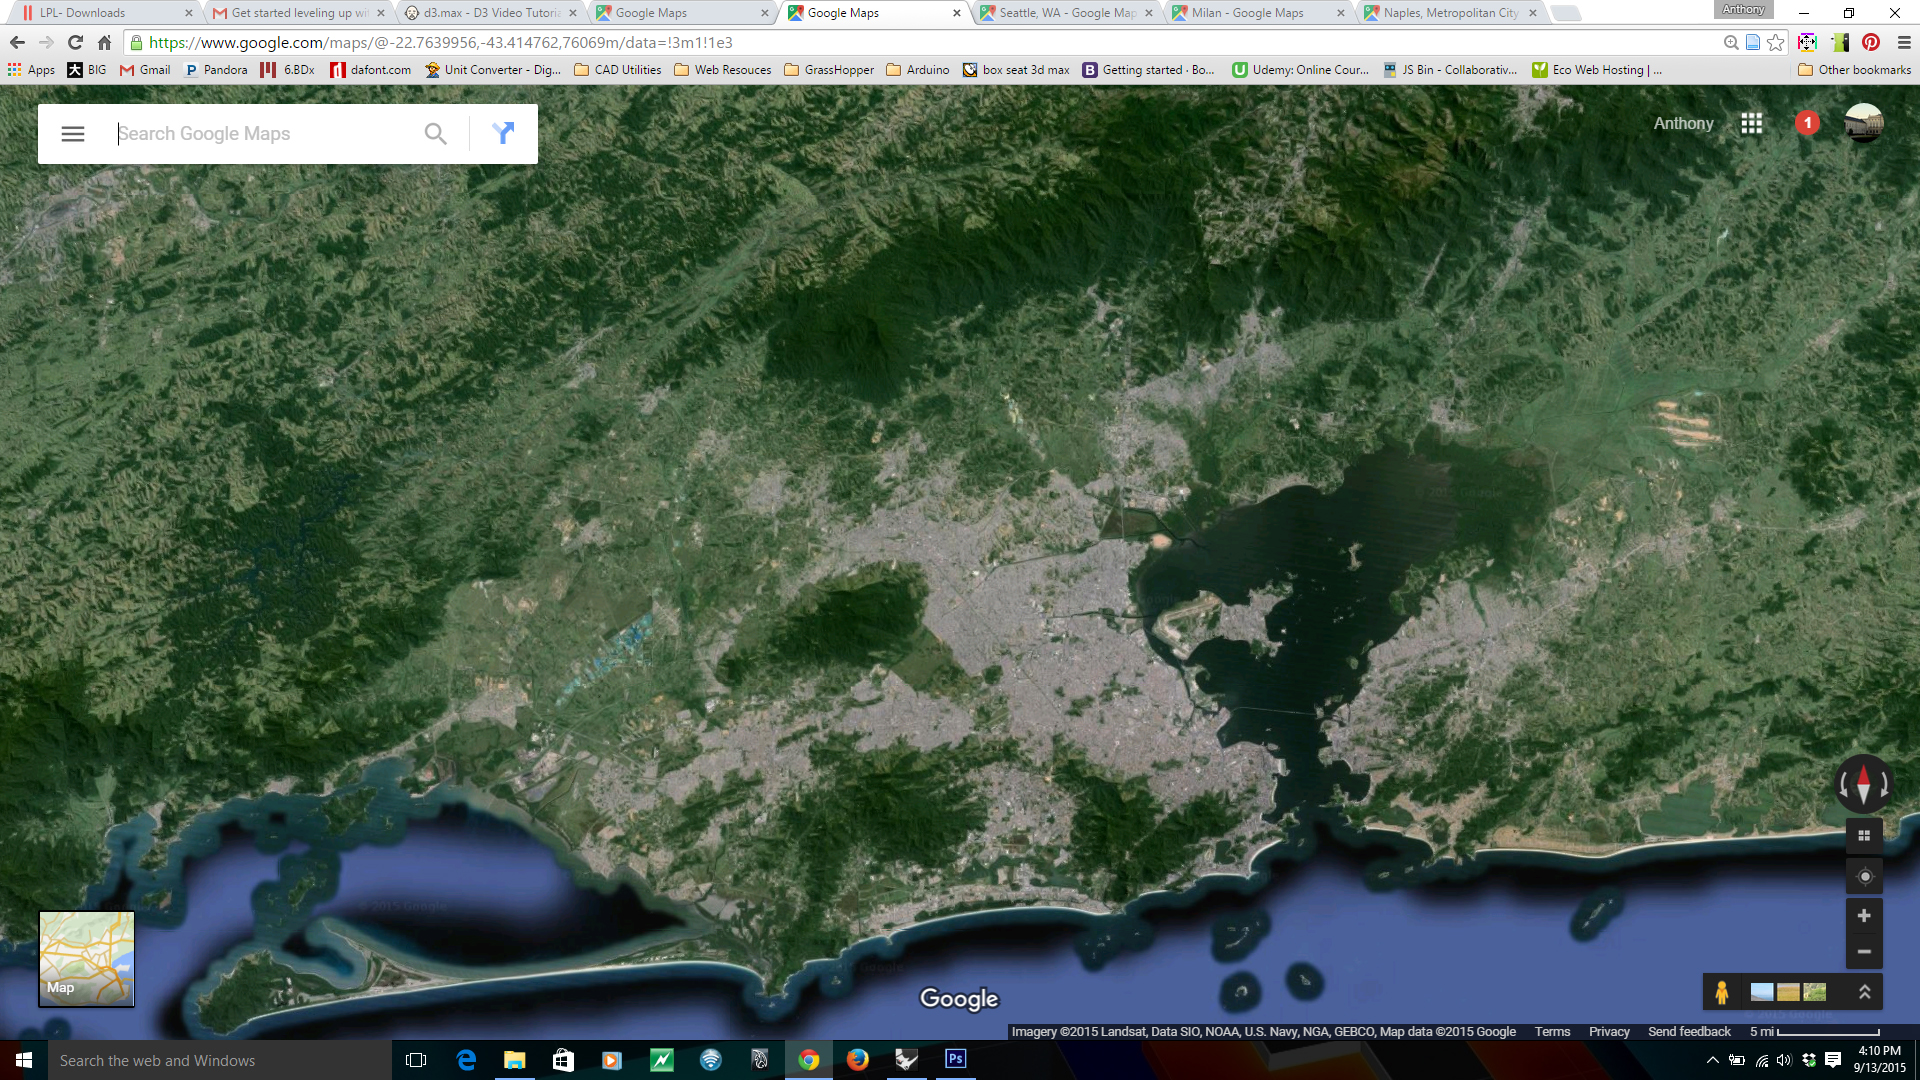 LPL- Downloads
Get started leveling up wi
d3.max - D3 Video Tutoria
Google Maps
Google Maps
Seattle, WA - Google Map
Milan - Google Maps
Naples, Metropolitan City
Anthony
https://www.google.com/maps/@-22.7639956,-43.414762,76069m/data=!3m1!1e3
Apps
BIG
Gmail
Pandora
6.BDx
dafont.com
Unit Converter - Dig...
CAD Utilities
Web Resouces
GrassHopper
Arduino
box seat 3d max
Getting started · Bo...
Udemy: Online Cour...
JS Bin - Collaborativ...
Eco Web Hosting | ...
Other bookmarks
Search Google Maps
Anthony
1
Map
Google
Imagery ©2015 Landsat, Data SIO, NOAA, U.S. Navy, NGA, GEBCO, Map data ©2015 Google
Terms
Privacy
Send feedback
5 mi
Search the web and Windows
Ps
4:10 PM
9/13/2015